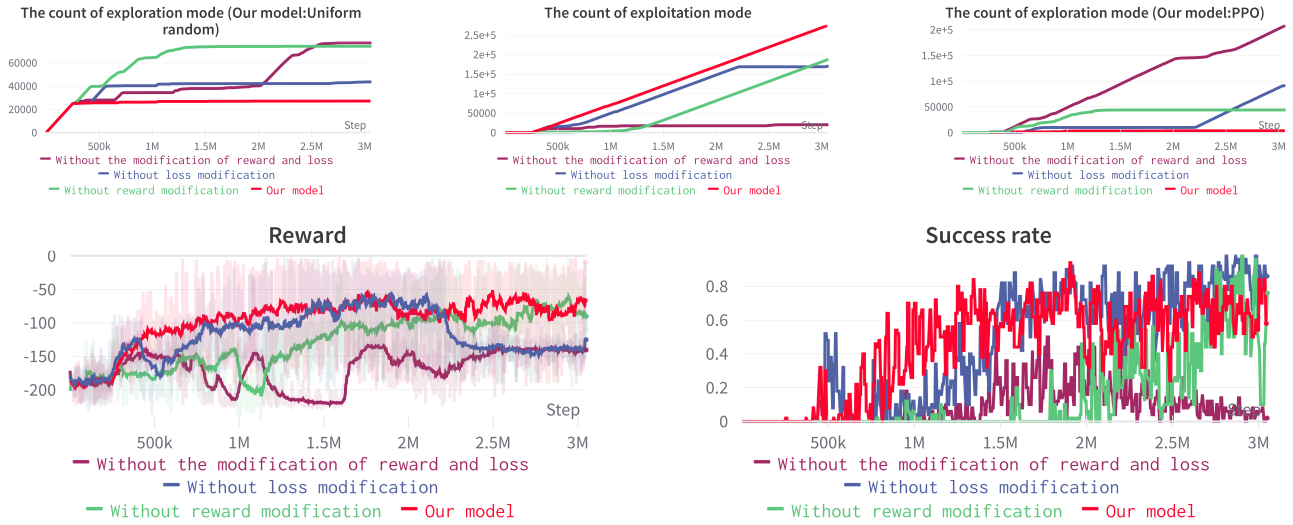 The count of exploration mode (Our model:Uniform
random)
60000
40000
20000
0
Step
500k 1M 1.5M 2M 2.5M 3M
Without the modification of reward and loss
Without loss modification
Without reward modification Our model
The count of exploitation mode
2.5e+5
2e+5
1.5e+5
1e+5
50000
0
Step
500k 1M 1.5M 2M 2.5M 3M
Without the modification of reward and loss
Without loss modification
Without reward modification Our model
The count of exploration mode (Our model:PPO)
2e+5
1.5e+5
1e+5
50000
0
Step
500k 1M 1.5M 2M 2.5M 3M
Without the modification of reward and loss
Without loss modification
Without reward modification Our model
Reward
0
-50
-100
-150
-200
Step
500k 1M 1.5M 2M 2.5M 3M
Without the modification of reward and loss
Without loss modification
Without reward modification Our model
Success rate
0.8
0.6
0.4
0.2
0
Step
500k 1M 1.5M 2M 2.5M 3M
Without the modification of reward and loss
Without loss modification
Without reward modification Our model